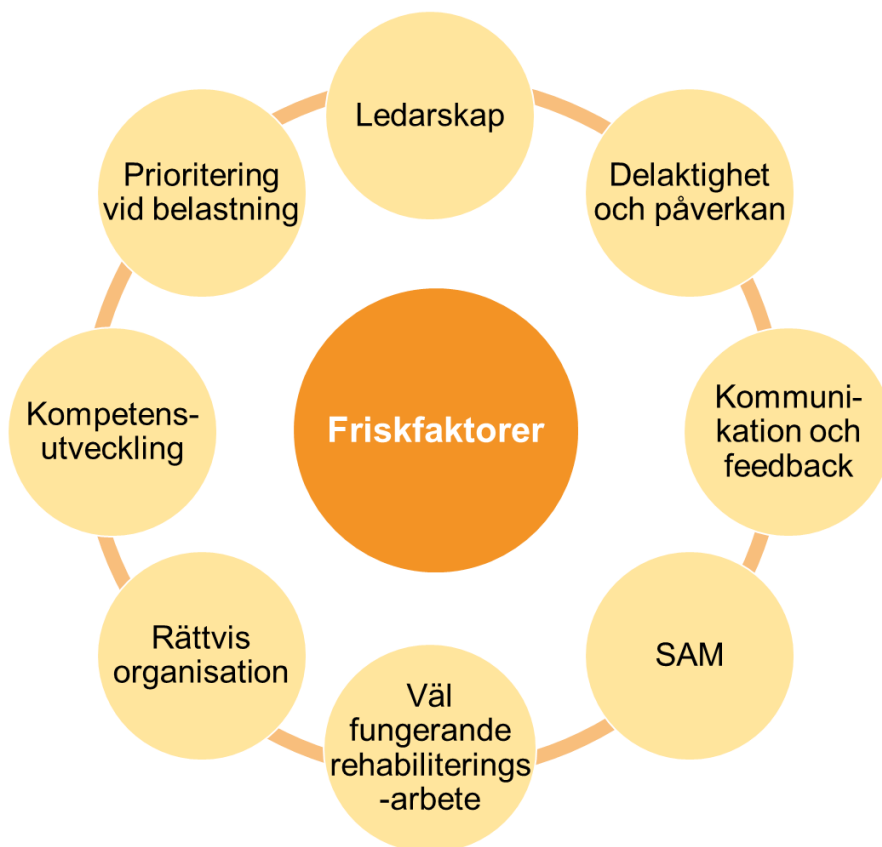 Ledarskap
Delaktighet
och påverkan
Kommuni-
kation och
feedback
SAM
Väl
fungerande
rehabiliterings
-arbete
Rättvis
organisation
Kompetens-
utveckling
Prioritering
vid belastning
Friskfaktorer